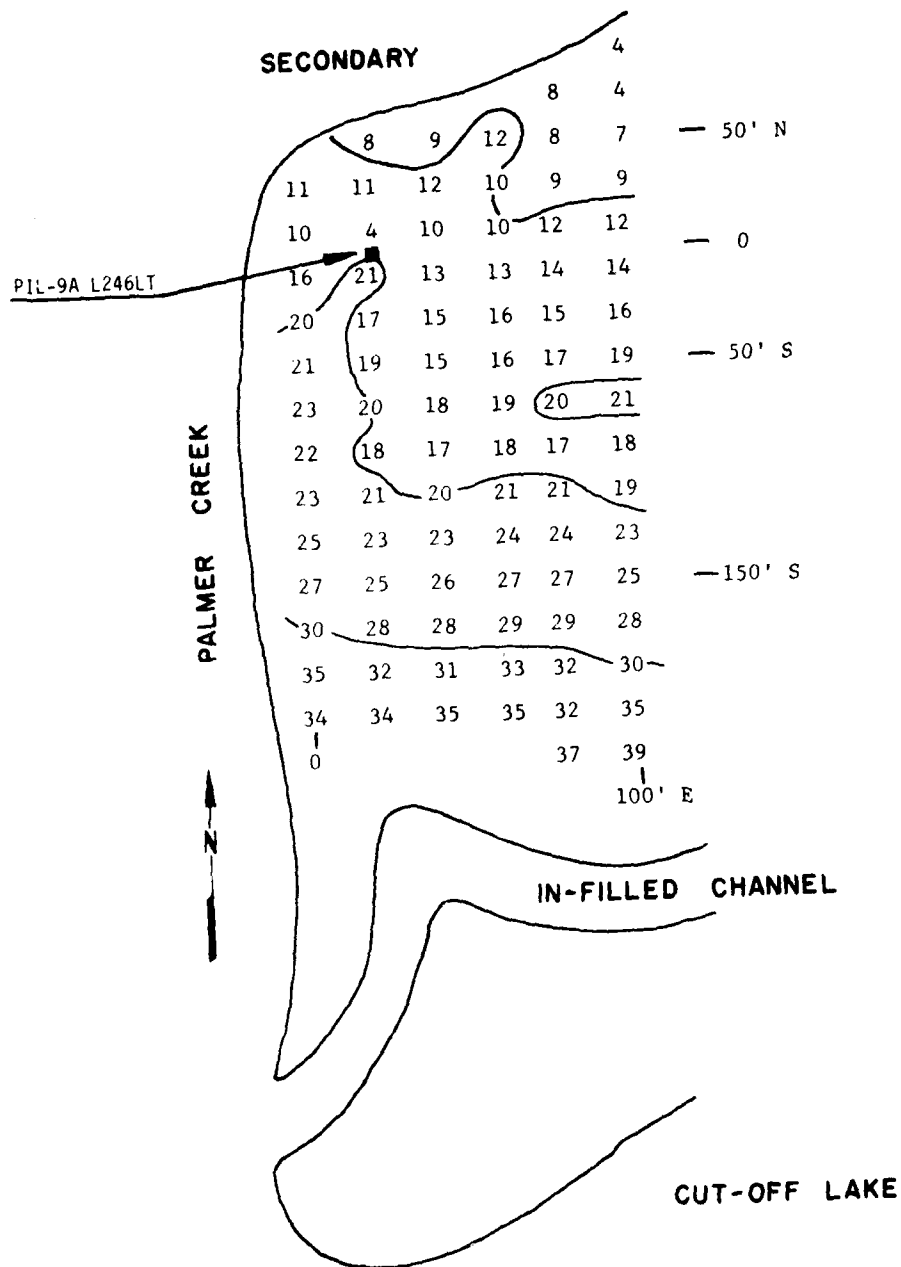 SECONDARY
4
8 4
8 9 12 8 7 — 50' N
11 11 12 10 9 9
10 4 10 10 12 12 — 0
PIL-9A L246LT
16 21 13 13 14 14
20 17 15 16 15 16
21 19 15 16 17 19 — 50' S
23 20 18 19 20 21
22 18 17 18 17 18
23 21 20 21 21 19
25 23 23 24 24 23
27 25 26 27 27 25 — 150' S
30 28 28 29 29 28
35 32 31 33 32 30
34 34 35 35 32 35
0 37 39
100' E
PALMER CREEK
N
IN-FILLED CHANNEL
CUT-OFF LAKE